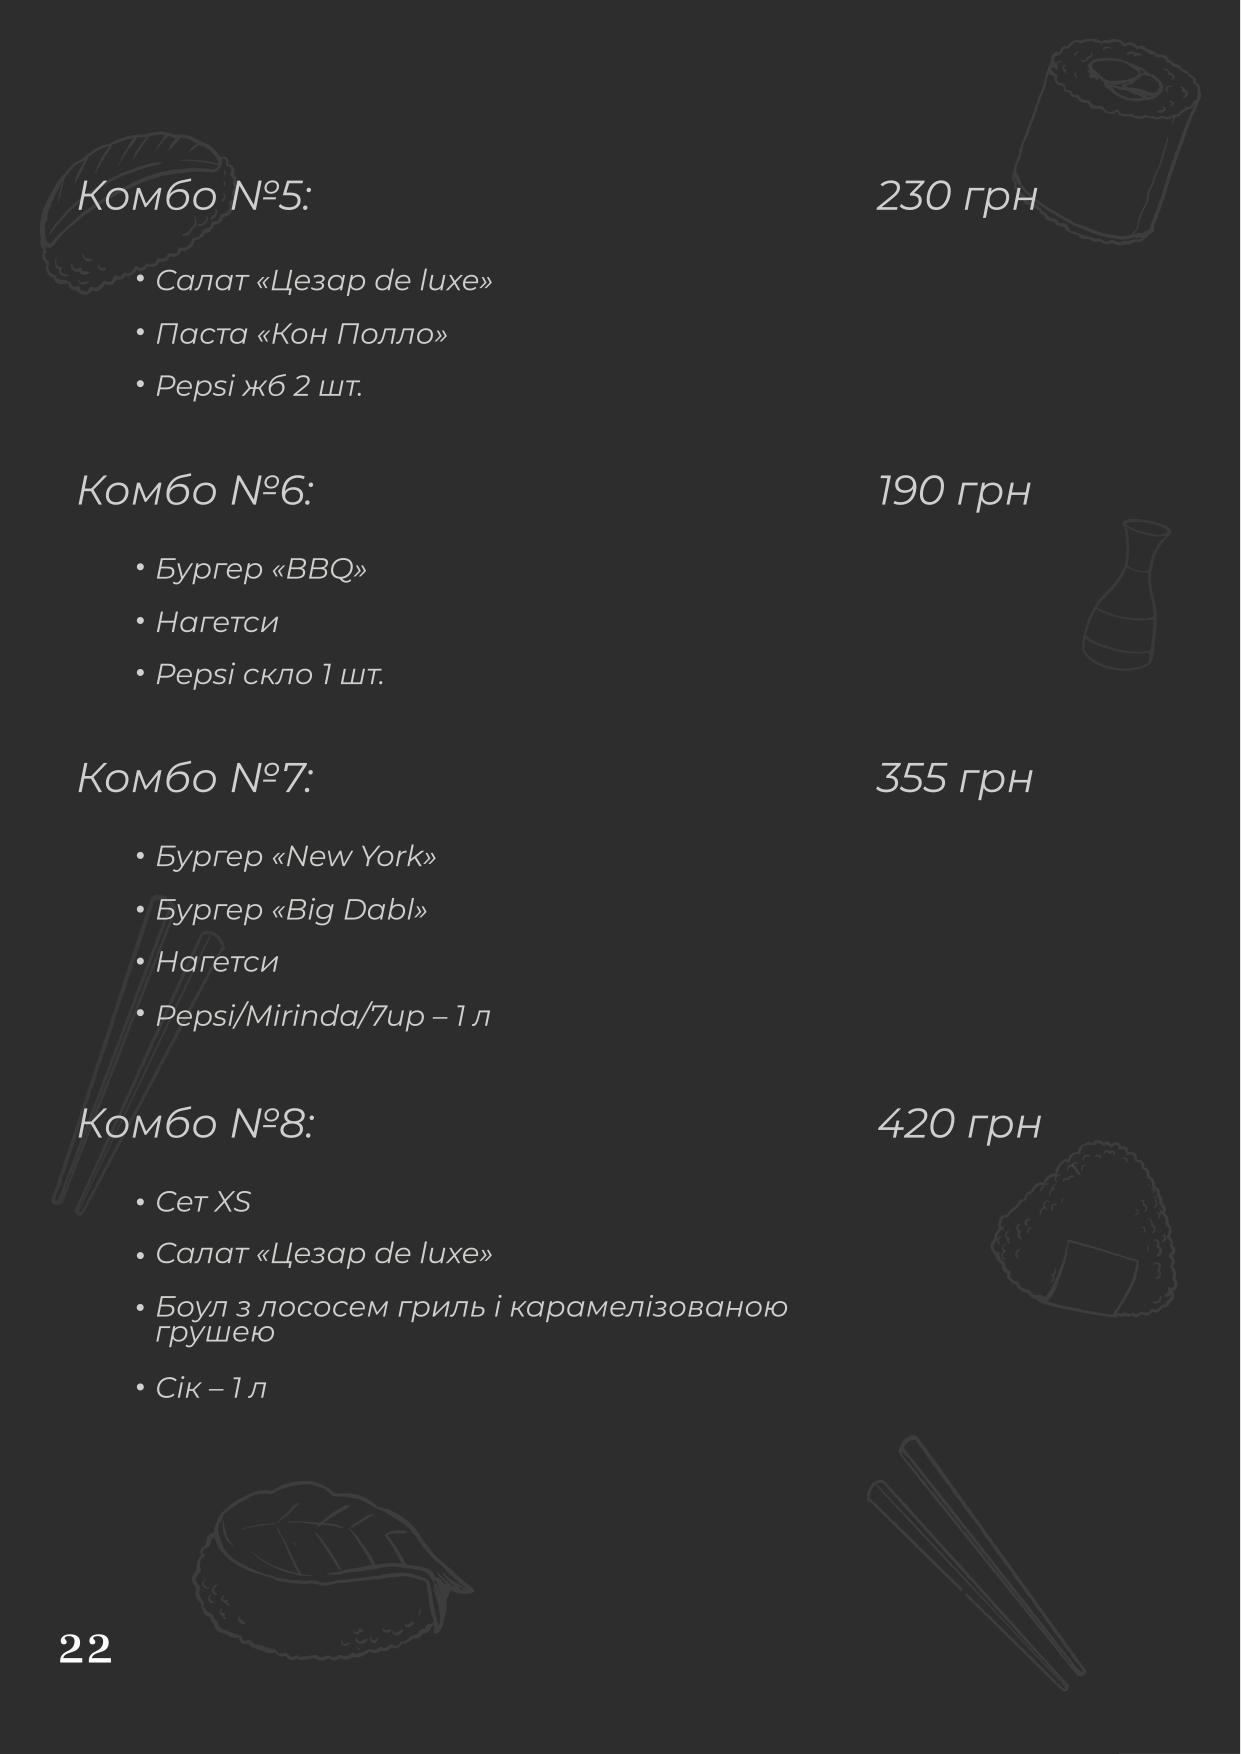 Комбо №5: 230 грн
• Салат «Цезар de luxe»
• Паста «Кон Полло»
• Pepsi жб 2 шт.
Комбо №6: 190 грн
• Бургер «BBQ»
• Нагетси
• Pepsi скло 1 шт.
Комбо №7: 355 грн
• Бургер «New York»
• Бургер «Big Dabl»
• Нагетси
• Pepsi/Mirinda/7up – 1 л
Комбо №8: 420 грн
• Сет XS
• Салат «Цезар de luxe»
• Боул з лососем гриль і карамелізованою
грушею
• Сік – 1 л
22